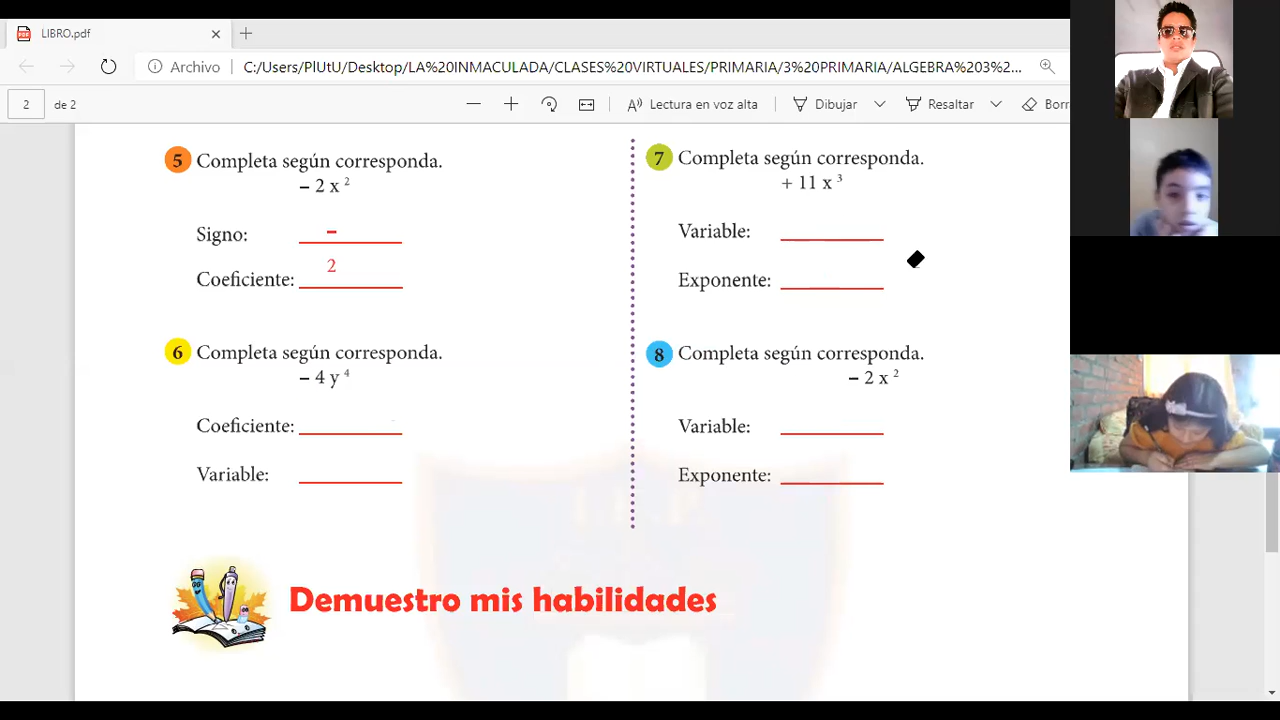 LIBRO.pdf
Archivo C:/Users/PlUtU/Desktop/LA%20INMACULADA/CLASES%20VIRTUALES/PRIMARIA/3%20PRIMARIA/ALGEBRA%203%2...
2 de 2 Lectura en voz alta Dibujar Resaltar Borr
5 Completa según corresponda.
– 2 x ²
Signo: -
Coeficiente: 2
6 Completa según corresponda.
– 4 y ⁴
Coeficiente:
Variable:
7 Completa según corresponda.
+ 11 x ³
Variable:
Exponente:
8 Completa según corresponda.
– 2 x ²
Variable:
Exponente:
Demuestro mis habilidades